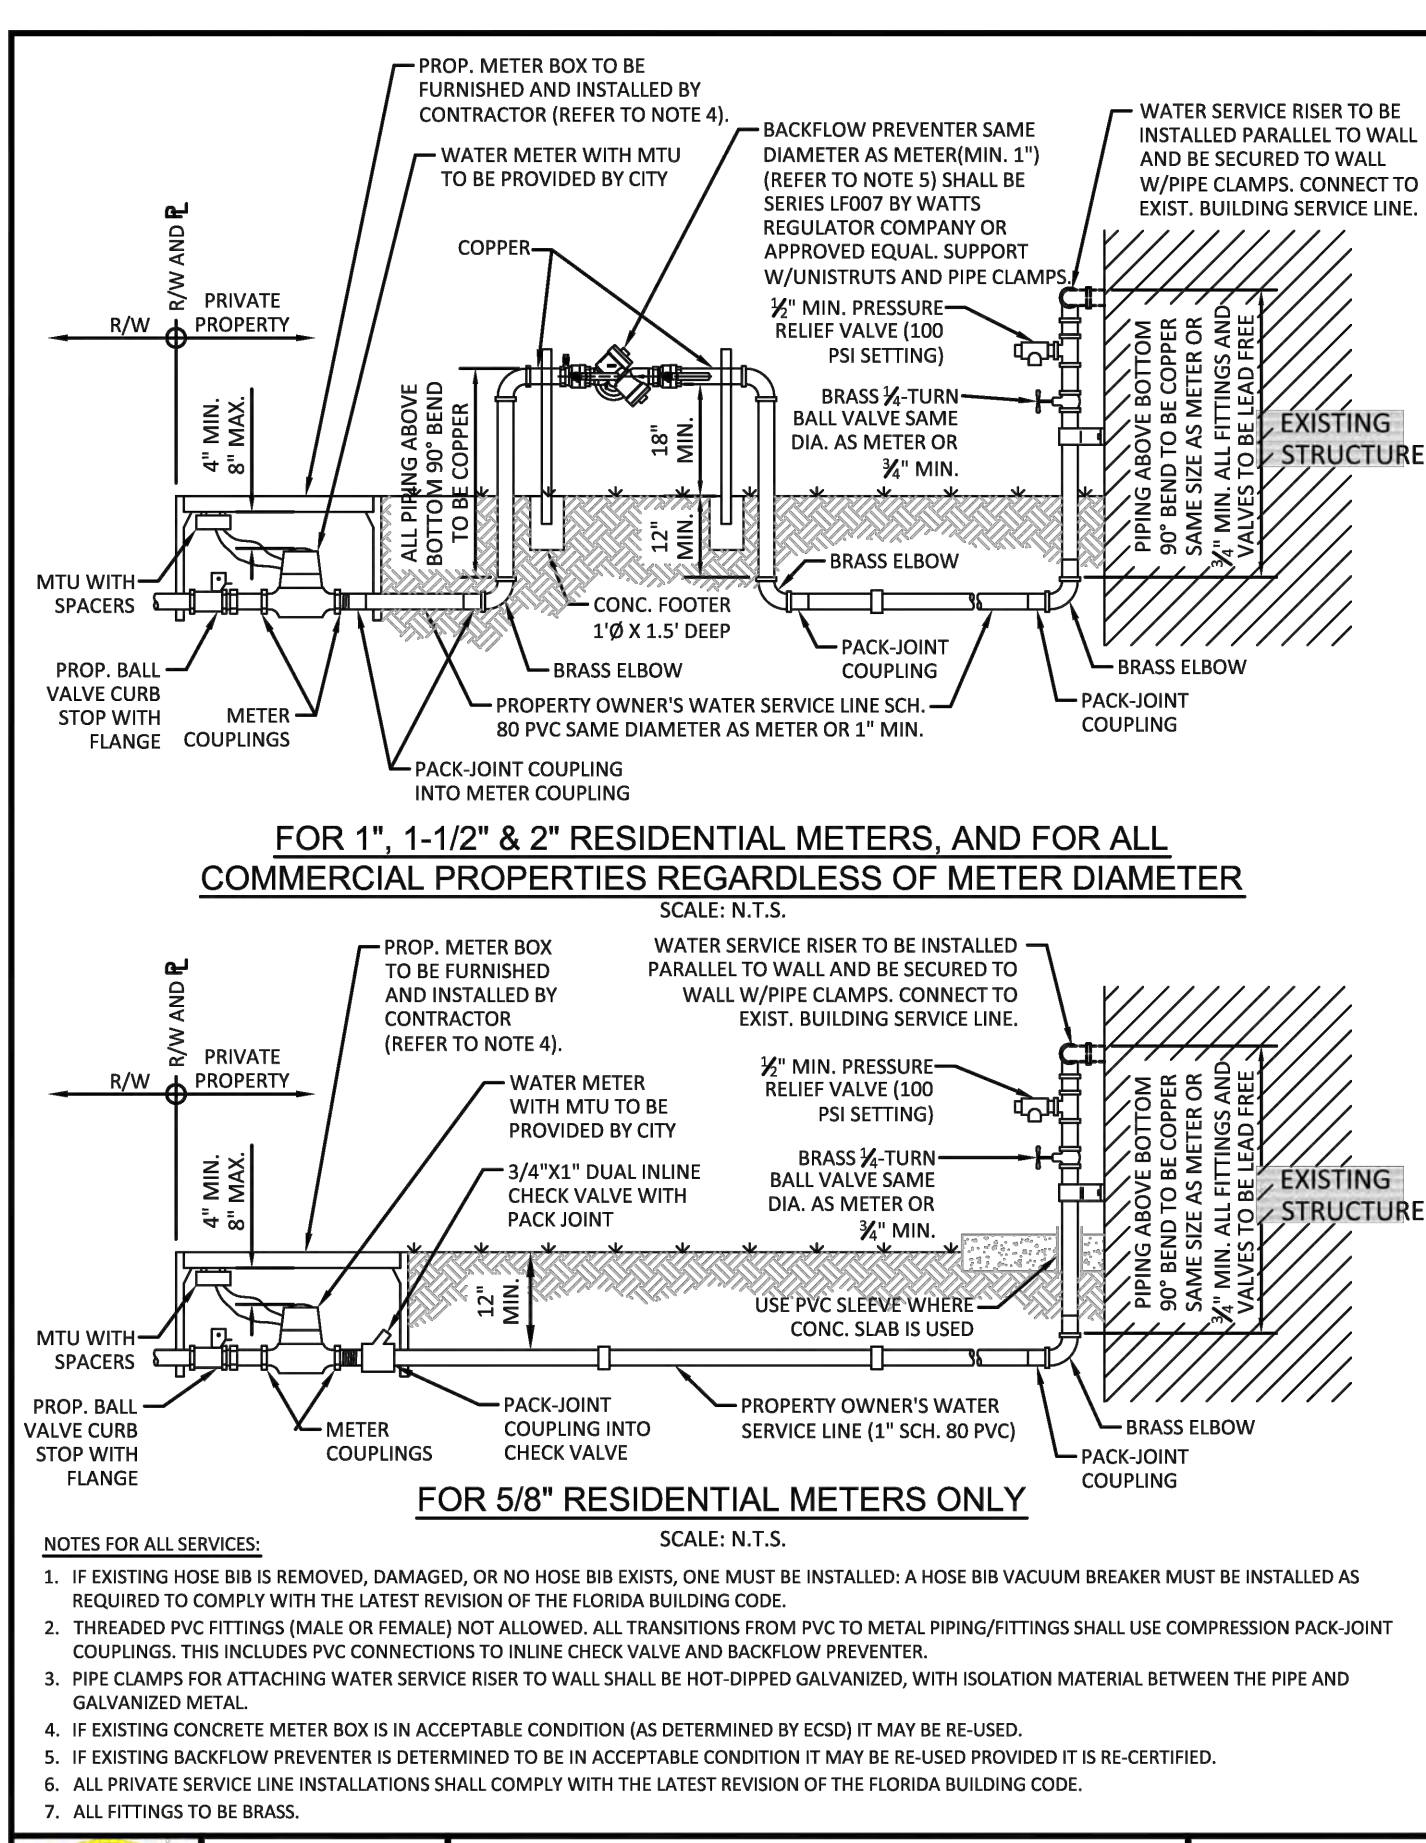 PROP. METER BOX TO BE
FURNISHED AND INSTALLED BY
CONTRACTOR (REFER TO NOTE 4).
WATER METER WITH MTU
TO BE PROVIDED BY CITY
BACKFLOW PREVENTER SAME
DIAMETER AS METER(MIN. 1")
(REFER TO NOTE 5) SHALL BE
SERIES LF007 BY WATTS
REGULATOR COMPANY OR
APPROVED EQUAL. SUPPORT
W/UNISTRUTS AND PIPE CLAMPS.
WATER SERVICE RISER TO BE
INSTALLED PARALLEL TO WALL
AND BE SECURED TO WALL
W/PIPE CLAMPS. CONNECT TO
EXIST. BUILDING SERVICE LINE.
R/W AND PL
COPPER
R/W
PRIVATE
PROPERTY
½" MIN. PRESSURE
RELIEF VALVE (100
PSI SETTING)
BRASS ¼-TURN
BALL VALVE SAME
DIA. AS METER OR
¾" MIN.
4" MIN.
8" MAX.
ALL PIPING ABOVE
BOTTOM 90° BEND
TO BE COPPER
18"
MIN.
12"
MIN.
PIPING ABOVE BOTTOM
90° BEND TO BE COPPER
SAME SIZE AS METER OR
¾" MIN. ALL FITTINGS AND
VALVES TO BE LEAD FREE
EXISTING
STRUCTURE
MTU WITH
SPACERS
BRASS ELBOW
CONC. FOOTER
1'Ø X 1.5' DEEP
PACK-JOINT
COUPLING
PROP. BALL
VALVE CURB
STOP WITH
FLANGE
METER
COUPLINGS
BRASS ELBOW
BRASS ELBOW
PROPERTY OWNER'S WATER SERVICE LINE SCH.
80 PVC SAME DIAMETER AS METER OR 1" MIN.
PACK-JOINT
COUPLING
PACK-JOINT COUPLING
INTO METER COUPLING
FOR 1", 1-1/2" & 2" RESIDENTIAL METERS, AND FOR ALL
COMMERCIAL PROPERTIES REGARDLESS OF METER DIAMETER
SCALE: N.T.S.
PROP. METER BOX
TO BE FURNISHED
AND INSTALLED BY
CONTRACTOR
(REFER TO NOTE 4).
WATER SERVICE RISER TO BE INSTALLED
PARALLEL TO WALL AND BE SECURED TO
WALL W/PIPE CLAMPS. CONNECT TO
EXIST. BUILDING SERVICE LINE.
R/W AND PL
R/W
PRIVATE
PROPERTY
WATER METER
WITH MTU TO BE
PROVIDED BY CITY
½" MIN. PRESSURE
RELIEF VALVE (100
PSI SETTING)
3/4"X1" DUAL INLINE
CHECK VALVE WITH
PACK JOINT
BRASS ¼-TURN
BALL VALVE SAME
DIA. AS METER OR
¾" MIN.
4" MIN.
8" MAX.
12"
MIN.
PIPING ABOVE BOTTOM
90° BEND TO BE COPPER
SAME SIZE AS METER OR
¾" MIN. ALL FITTINGS AND
VALVES TO BE LEAD FREE
EXISTING
STRUCTURE
USE PVC SLEEVE WHERE
CONC. SLAB IS USED
MTU WITH
SPACERS
PROP. BALL
VALVE CURB
STOP WITH
FLANGE
METER
COUPLINGS
PACK-JOINT
COUPLING INTO
CHECK VALVE
PROPERTY OWNER'S WATER
SERVICE LINE (1" SCH. 80 PVC)
BRASS ELBOW
PACK-JOINT
COUPLING
FOR 5/8" RESIDENTIAL METERS ONLY
SCALE: N.T.S.
NOTES FOR ALL SERVICES:
1. IF EXISTING HOSE BIB IS REMOVED, DAMAGED, OR NO HOSE BIB EXISTS, ONE MUST BE INSTALLED: A HOSE BIB VACUUM BREAKER MUST BE INSTALLED AS
REQUIRED TO COMPLY WITH THE LATEST REVISION OF THE FLORIDA BUILDING CODE.
2. THREADED PVC FITTINGS (MALE OR FEMALE) NOT ALLOWED. ALL TRANSITIONS FROM PVC TO METAL PIPING/FITTINGS SHALL USE COMPRESSION PACK-JOINT
COUPLINGS. THIS INCLUDES PVC CONNECTIONS TO INLINE CHECK VALVE AND BACKFLOW PREVENTER.
3. PIPE CLAMPS FOR ATTACHING WATER SERVICE RISER TO WALL SHALL BE HOT-DIPPED GALVANIZED, WITH ISOLATION MATERIAL BETWEEN THE PIPE AND
GALVANIZED METAL.
4. IF EXISTING CONCRETE METER BOX IS IN ACCEPTABLE CONDITION (AS DETERMINED BY ECSD) IT MAY BE RE-USED.
5. IF EXISTING BACKFLOW PREVENTER IS DETERMINED TO BE IN ACCEPTABLE CONDITION IT MAY BE RE-USED PROVIDED IT IS RE-CERTIFIED.
6. ALL PRIVATE SERVICE LINE INSTALLATIONS SHALL COMPLY WITH THE LATEST REVISION OF THE FLORIDA BUILDING CODE.
7. ALL FITTINGS TO BE BRASS.